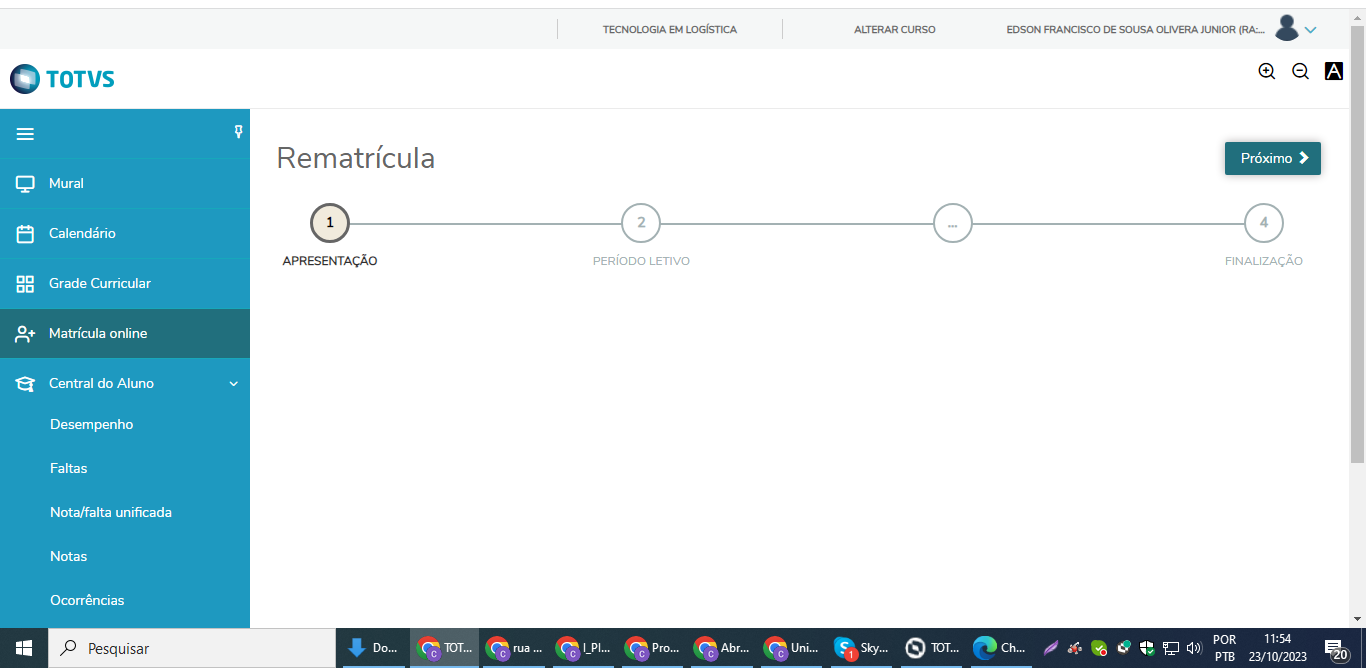 TECNOLOGIA EM LOGÍSTICA ALTERAR CURSO EDSON FRANCISCO DE SOUSA OLIVERA JUNIOR (RA:...
TOTVS
A
Rematrícula
Próximo
Mural
1 2 ... 4
Calendário
APRESENTAÇÃO PERÍODO LETIVO FINALIZAÇÃO
Grade Curricular
Matrícula online
Central do Aluno
Desempenho
Faltas
Nota/falta unificada
Notas
Ocorrências
Pesquisar Do... TOT... rua ... I_Pl... Pro... Abr... Uni... Sky... TOT... Ch...
POR 11:54
PTB 23/10/2023 20